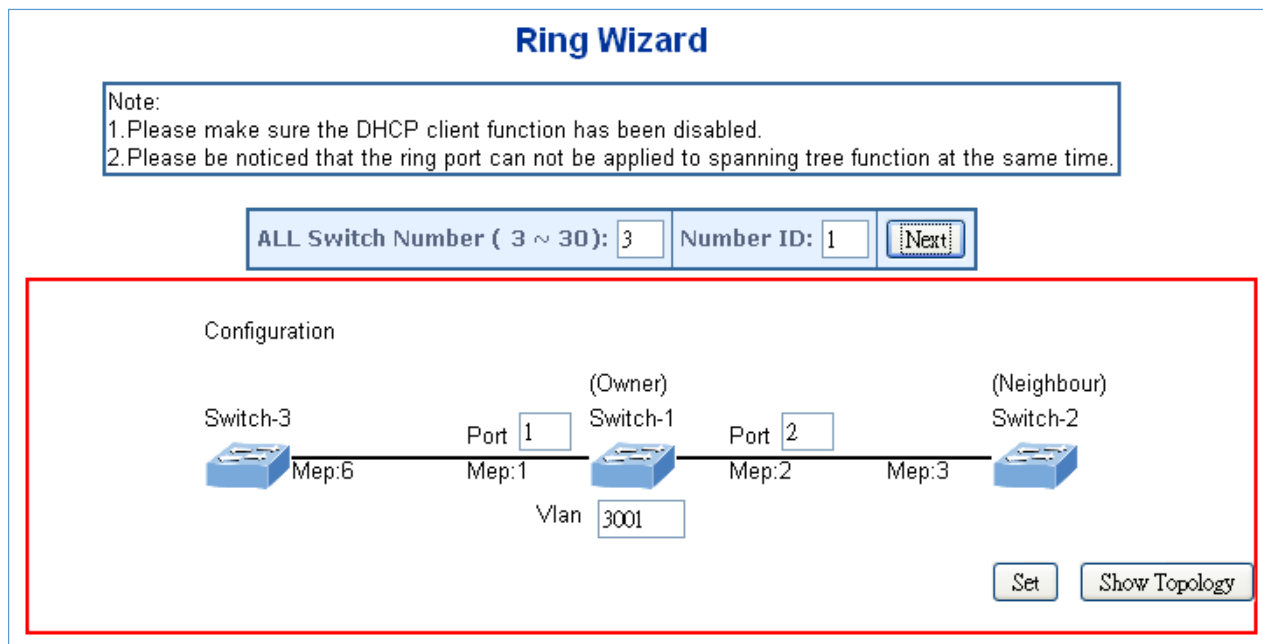 Ring Wizard
Note:
1.Please make sure the DHCP client function has been disabled.
2.Please be noticed that the ring port can not be applied to spanning tree function at the same time.
ALL Switch Number ( 3 ~ 30): 3 Number ID: 1 Next
Configuration
(Owner) (Neighbour)
Switch-3 Port 1 Switch-1 Port 2 Switch-2
Mep:6 Mep:1 Mep:2 Mep:3
Vlan 3001
Set Show Topology